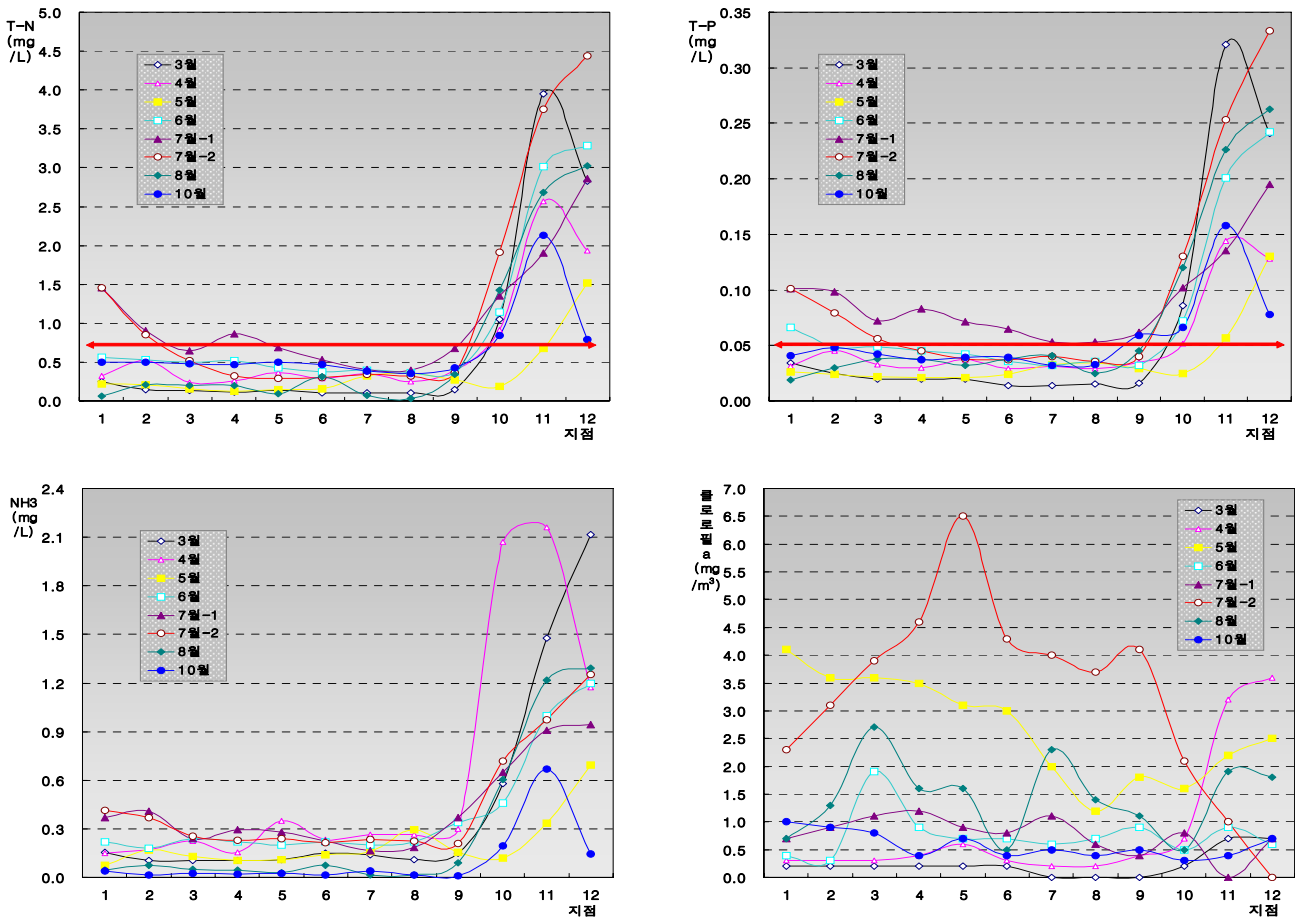 T-N
(mg
/L)
5.0
4.5
4.0
3.5
3.0
2.5
2.0
1.5
1.0
0.5
0.0
3월
4월
5월
6월
7월-1
7월-2
8월
10월
1 2 3 4 5 6 7 8 9 10 11 12
지점
T-P
(mg
/L)
0.35
0.30
0.25
0.20
0.15
0.10
0.05
0.00
3월
4월
5월
6월
7월-1
7월-2
8월
10월
1 2 3 4 5 6 7 8 9 10 11 12
지점
NH3
(mg
/L)
2.4
2.1
1.8
1.5
1.2
0.9
0.6
0.3
0.0
3월
4월
5월
6월
7월-1
7월-2
8월
10월
1 2 3 4 5 6 7 8 9 10 11 12
지점
클
로
로
필
a
(mg
/m³)
7.0
6.5
6.0
5.5
5.0
4.5
4.0
3.5
3.0
2.5
2.0
1.5
1.0
0.5
0.0
3월
4월
5월
6월
7월-1
7월-2
8월
10월
1 2 3 4 5 6 7 8 9 10 11 12
지점